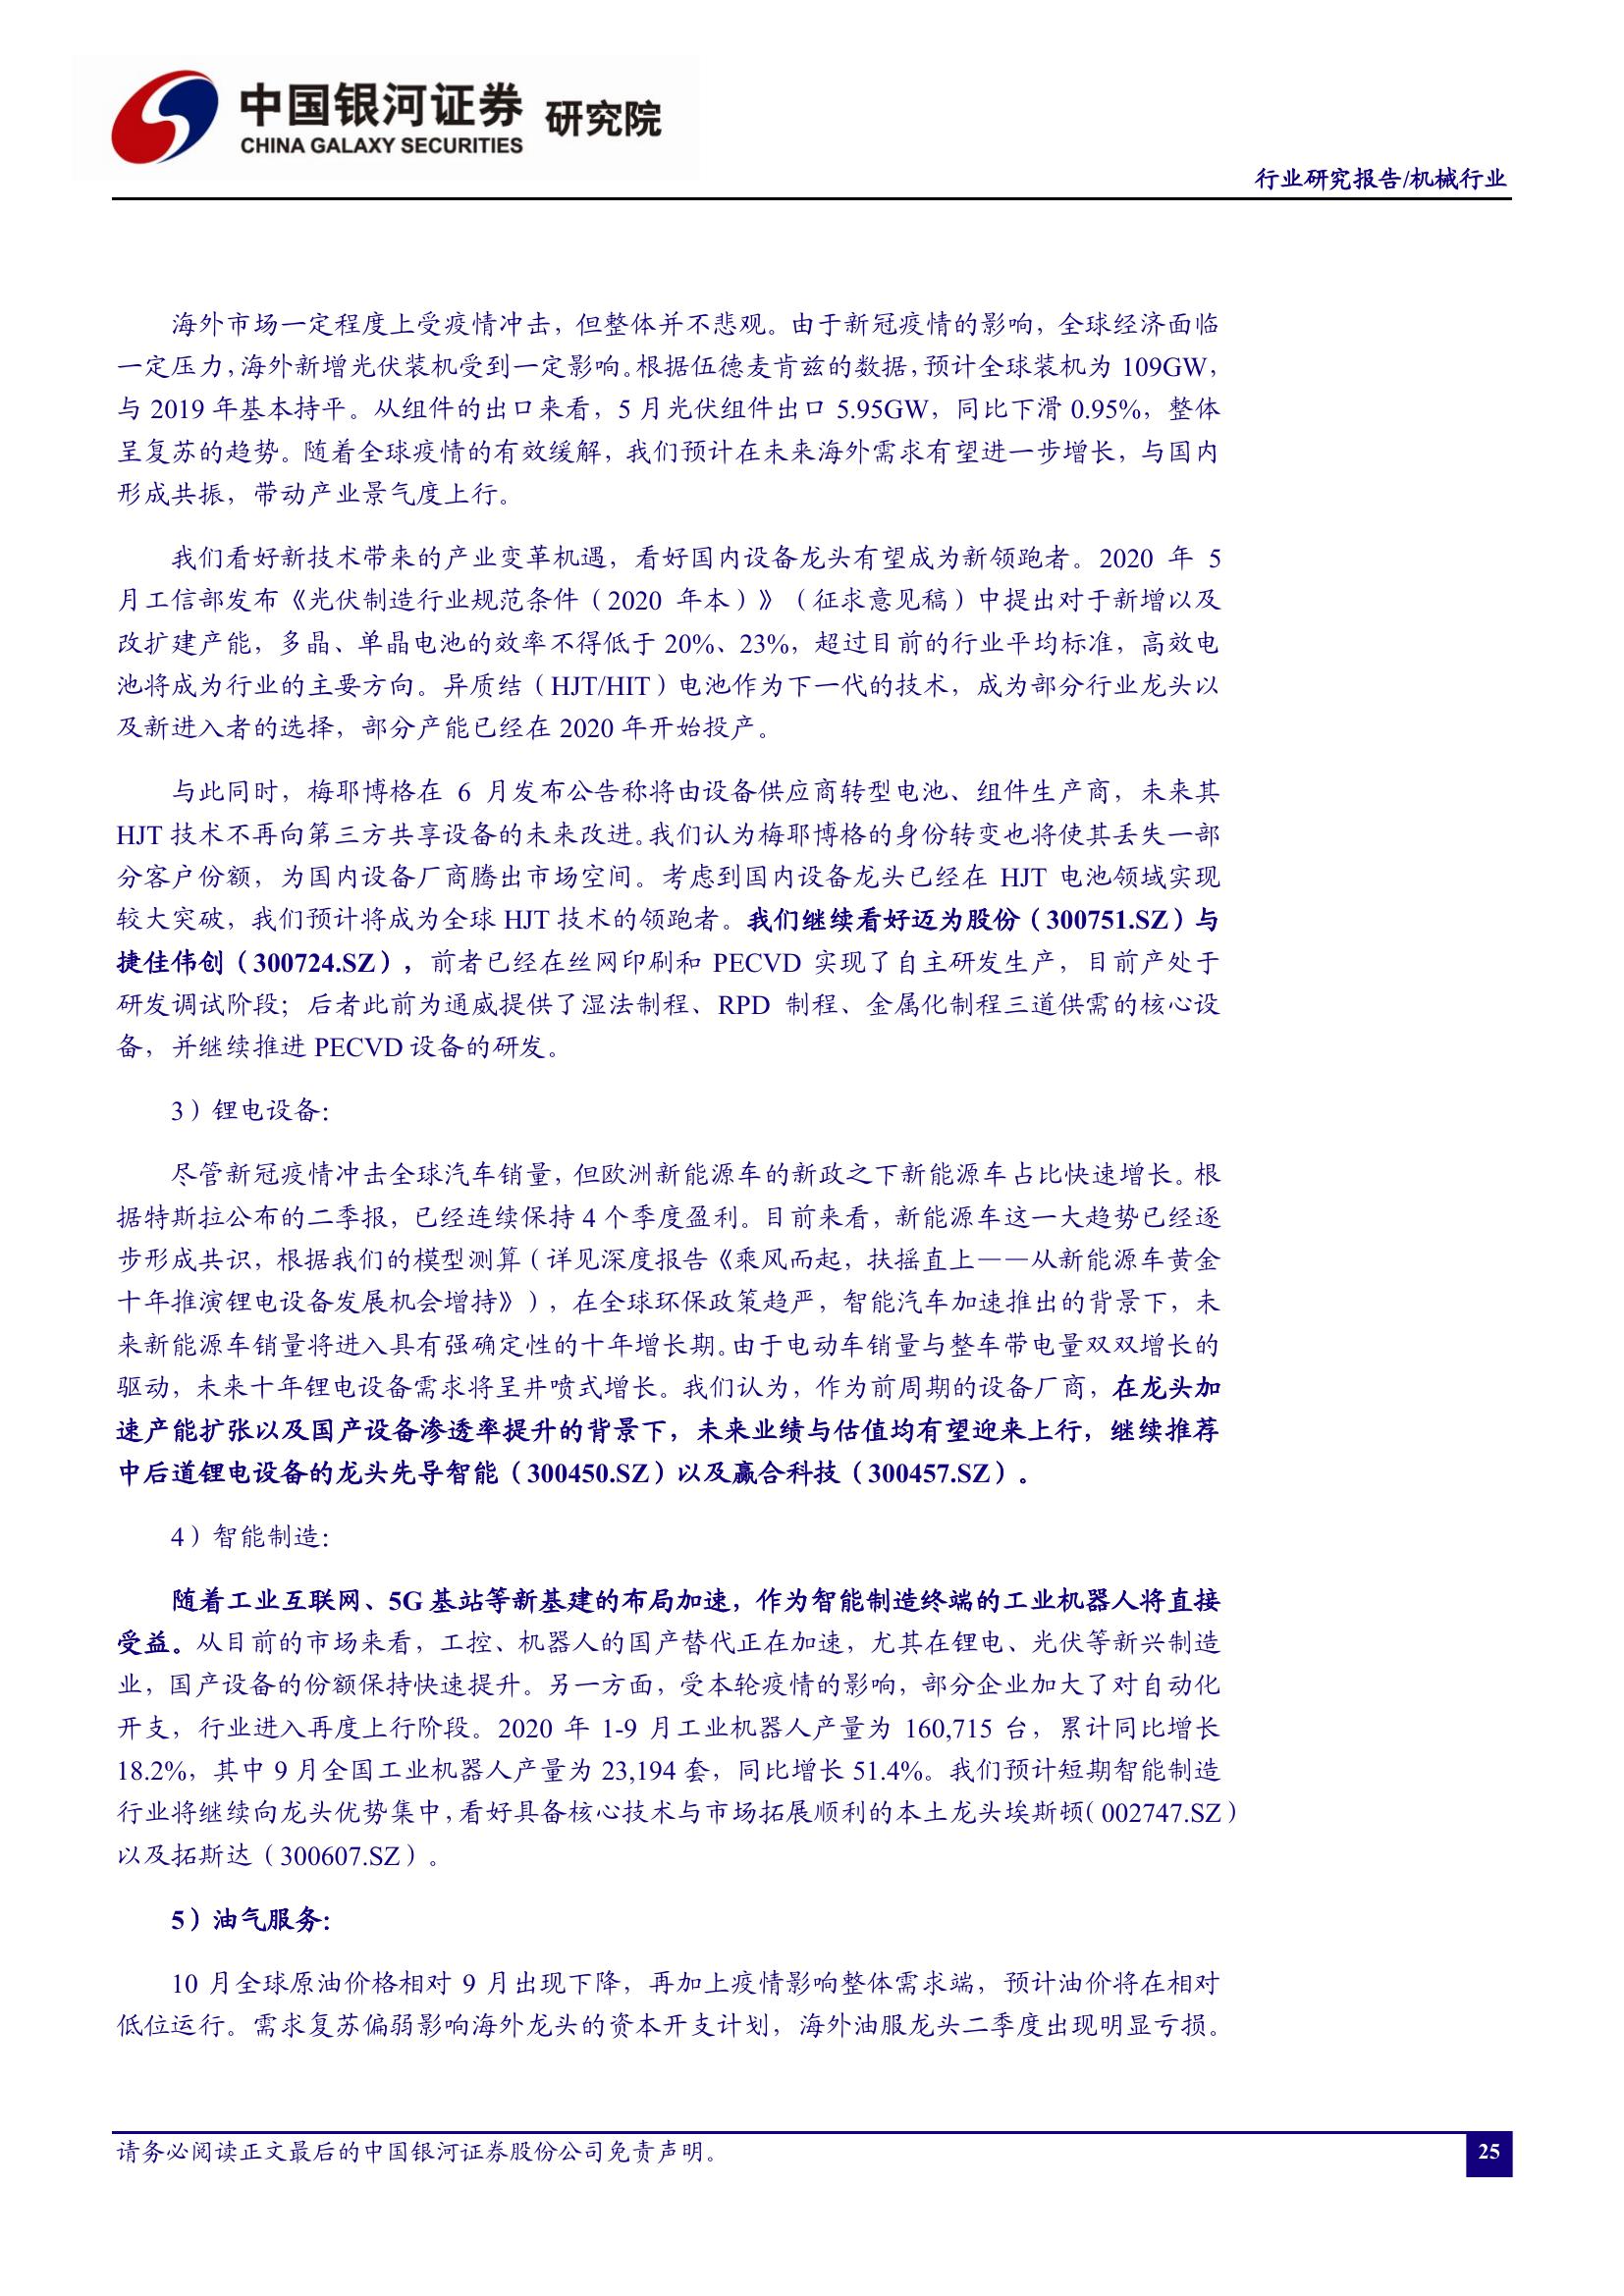 中国银河证券 研究院
CHINA GALAXY SECURITIES
行业研究报告/机械行业
海外市场一定程度上受疫情冲击，但整体并不悲观。由于新冠疫情的影响，全球经济面临
一定压力，海外新增光伏装机受到一定影响。根据伍德麦肯兹的数据，预计全球装机为 109GW，
与 2019 年基本持平。从组件的出口来看，5 月光伏组件出口 5.95GW，同比下滑 0.95%，整体
呈复苏的趋势。随着全球疫情的有效缓解，我们预计在未来海外需求有望进一步增长，与国内
形成共振，带动产业景气度上行。
我们看好新技术带来的产业变革机遇，看好国内设备龙头有望成为新领跑者。2020 年 5
月工信部发布《光伏制造行业规范条件（2020 年本）》（征求意见稿）中提出对于新增以及
改扩建产能，多晶、单晶电池的效率不得低于 20%、23%，超过目前的行业平均标准，高效电
池将成为行业的主要方向。异质结（HJT/HIT）电池作为下一代的技术，成为部分行业龙头以
及新进入者的选择，部分产能已经在 2020 年开始投产。
与此同时，梅耶博格在 6 月发布公告称将由设备供应商转型电池、组件生产商，未来其
HJT 技术不再向第三方共享设备的未来改进。我们认为梅耶博格的身份转变也将使其丢失一部
分客户份额，为国内设备厂商腾出市场空间。考虑到国内设备龙头已经在 HJT 电池领域实现
较大突破，我们预计将成为全球 HJT 技术的领跑者。我们继续看好迈为股份（300751.SZ）与
捷佳伟创（300724.SZ），前者已经在丝网印刷和 PECVD 实现了自主研发生产，目前产处于
研发调试阶段；后者此前为通威提供了湿法制程、RPD 制程、金属化制程三道供需的核心设
备，并继续推进 PECVD 设备的研发。
3）锂电设备：
尽管新冠疫情冲击全球汽车销量，但欧洲新能源车的新政之下新能源车占比快速增长。根
据特斯拉公布的二季报，已经连续保持 4 个季度盈利。目前来看，新能源车这一大趋势已经逐
步形成共识，根据我们的模型测算（详见深度报告《乘风而起，扶摇直上——从新能源车黄金
十年推演锂电设备发展机会增持》），在全球环保政策趋严，智能汽车加速推出的背景下，未
来新能源车销量将进入具有强确定性的十年增长期。由于电动车销量与整车带电量双双增长的
驱动，未来十年锂电设备需求将呈井喷式增长。我们认为，作为前周期的设备厂商，在龙头加
速产能扩张以及国产设备渗透率提升的背景下，未来业绩与估值均有望迎来上行，继续推荐
中后道锂电设备的龙头先导智能（300450.SZ）以及赢合科技（300457.SZ）。
4）智能制造：
随着工业互联网、5G 基站等新基建的布局加速，作为智能制造终端的工业机器人将直接
受益。从目前的市场来看，工控、机器人的国产替代正在加速，尤其在锂电、光伏等新兴制造
业，国产设备的份额保持快速提升。另一方面，受本轮疫情的影响，部分企业加大了对自动化
开支，行业进入再度上行阶段。2020 年 1-9 月工业机器人产量为 160,715 台，累计同比增长
18.2%，其中 9 月全国工业机器人产量为 23,194 套，同比增长 51.4%。我们预计短期智能制造
行业将继续向龙头优势集中，看好具备核心技术与市场拓展顺利的本土龙头埃斯顿（002747.SZ）
以及拓斯达（300607.SZ）。
5）油气服务：
10 月全球原油价格相对 9 月出现下降，再加上疫情影响整体需求端，预计油价将在相对
低位运行。需求复苏偏弱影响海外龙头的资本开支计划，海外油服龙头二季度出现明显亏损。
请务必阅读正文最后的中国银河证券股份公司免责声明。
25